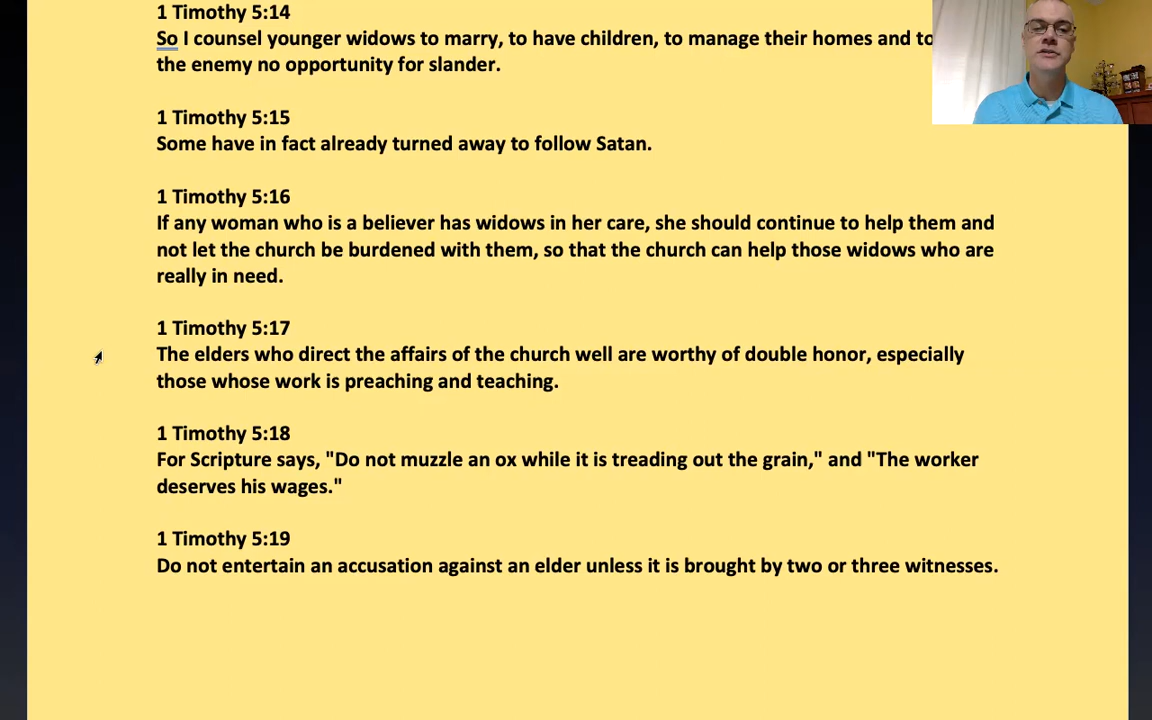 1 Timothy 5:14
So I counsel younger widows to marry, to have children, to manage their homes and to
the enemy no opportunity for slander.
1 Timothy 5:15
Some have in fact already turned away to follow Satan.
1 Timothy 5:16
If any woman who is a believer has widows in her care, she should continue to help them and
not let the church be burdened with them, so that the church can help those widows who are
really in need.
1 Timothy 5:17
The elders who direct the affairs of the church well are worthy of double honor, especially
those whose work is preaching and teaching.
1 Timothy 5:18
For Scripture says, "Do not muzzle an ox while it is treading out the grain," and "The worker
deserves his wages."
1 Timothy 5:19
Do not entertain an accusation against an elder unless it is brought by two or three witnesses.